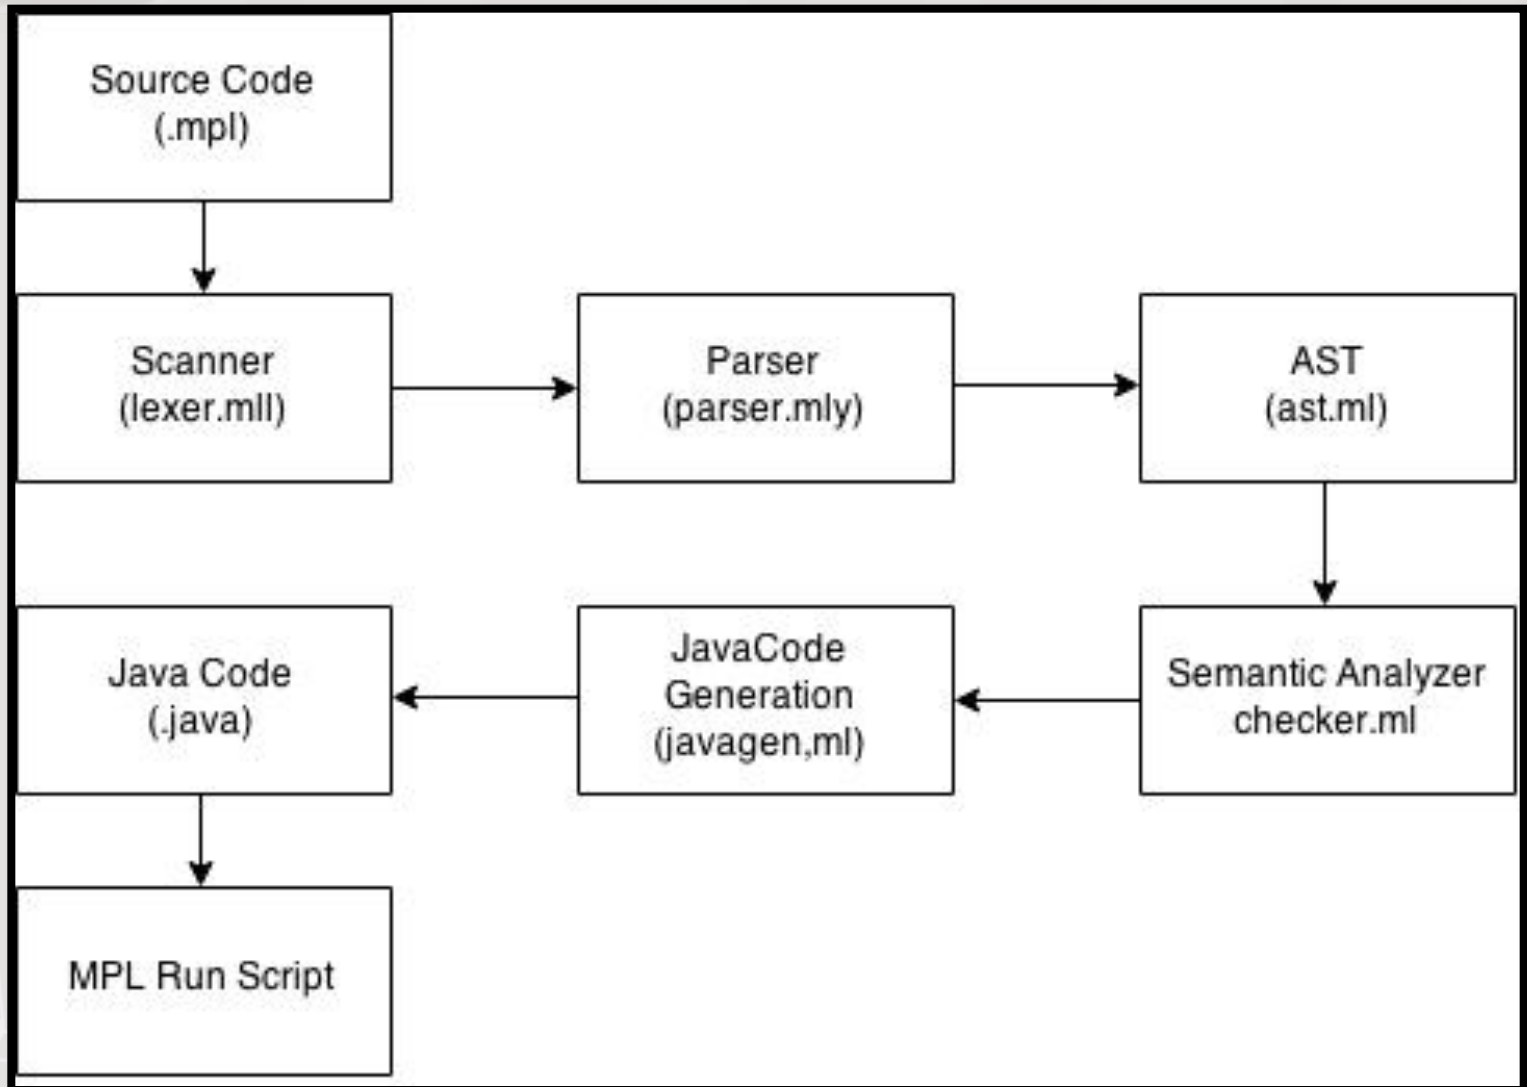 Source Code
(.mpl)
Scanner
(lexer.mll)
Parser
(parser.mly)
AST
(ast.ml)
Semantic Analyzer
checker.ml
JavaCode
Generation
(javagen,ml)
Java Code
(.java)
MPL Run Script